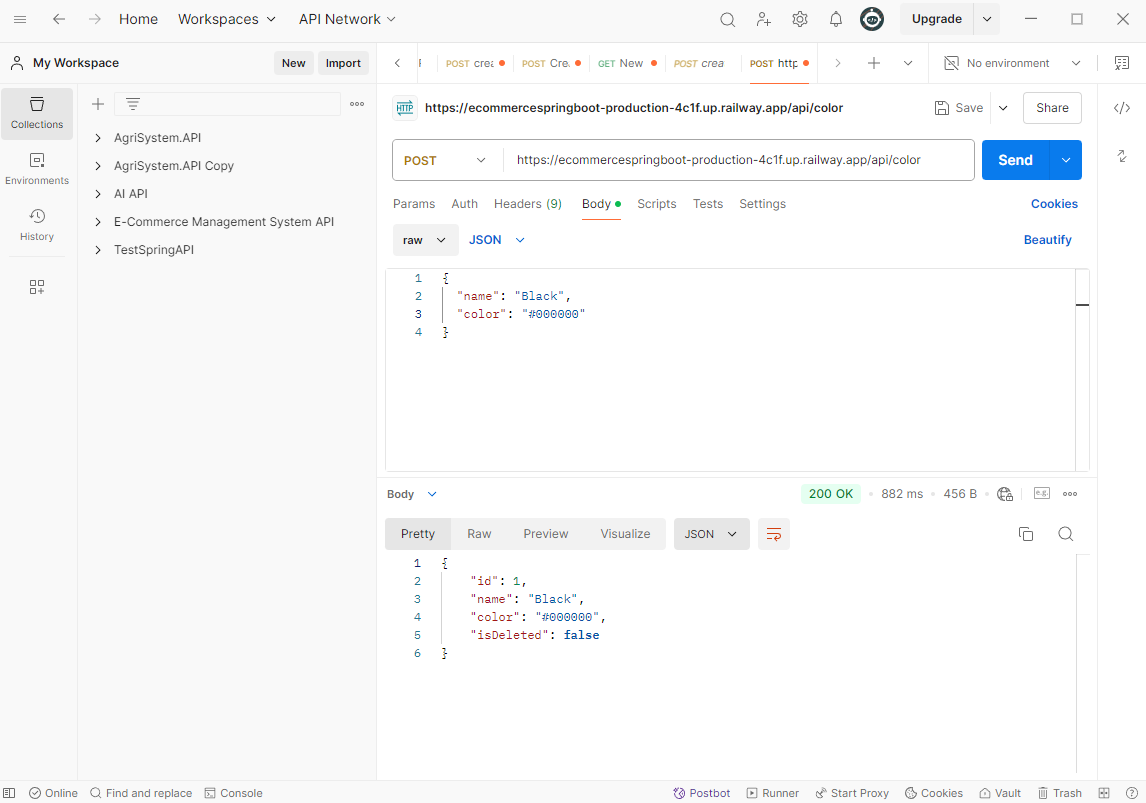 Home Workspaces API Network Upgrade
My Workspace New Import
POST crea POST Cre. GET New POST crea POST http No environment
Collections
Environments
History
AgriSystem.API
AgriSystem.API Copy
AI API
E-Commerce Management System API
TestSpringAPI
HTTP https://ecommercespringboot-production-4c1f.up.railway.app/api/color Save Share
POST https://ecommercespringboot-production-4c1f.up.railway.app/api/color Send
Params Auth Headers (9) Body Scripts Tests Settings Cookies
raw JSON Beautify
1 {
2 "name": "Black",
3 "color": "#000000"
4 }
Body 200 OK 882 ms 456 B e.g.
Pretty Raw Preview Visualize JSON
1 {
2 "id": 1,
3 "name": "Black",
4 "color": "#000000",
5 "isDeleted": false
6 }
Online Find and replace Console Postbot Runner Start Proxy Cookies Vault Trash